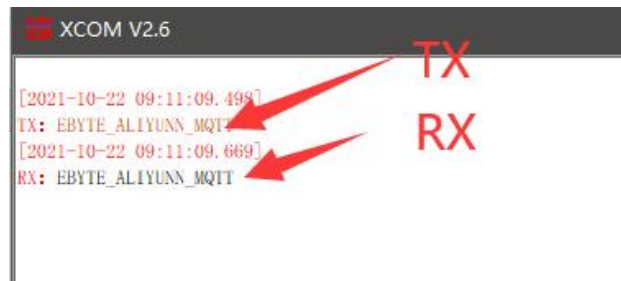 XCOM V2.6
TX
[2021-10-22 09:11:09.498]
TX: EBYTE_ALIYUNN_MQTT
RX
[2021-10-22 09:11:09.669]
RX: EBYTE_ALIYUNN_MQTT